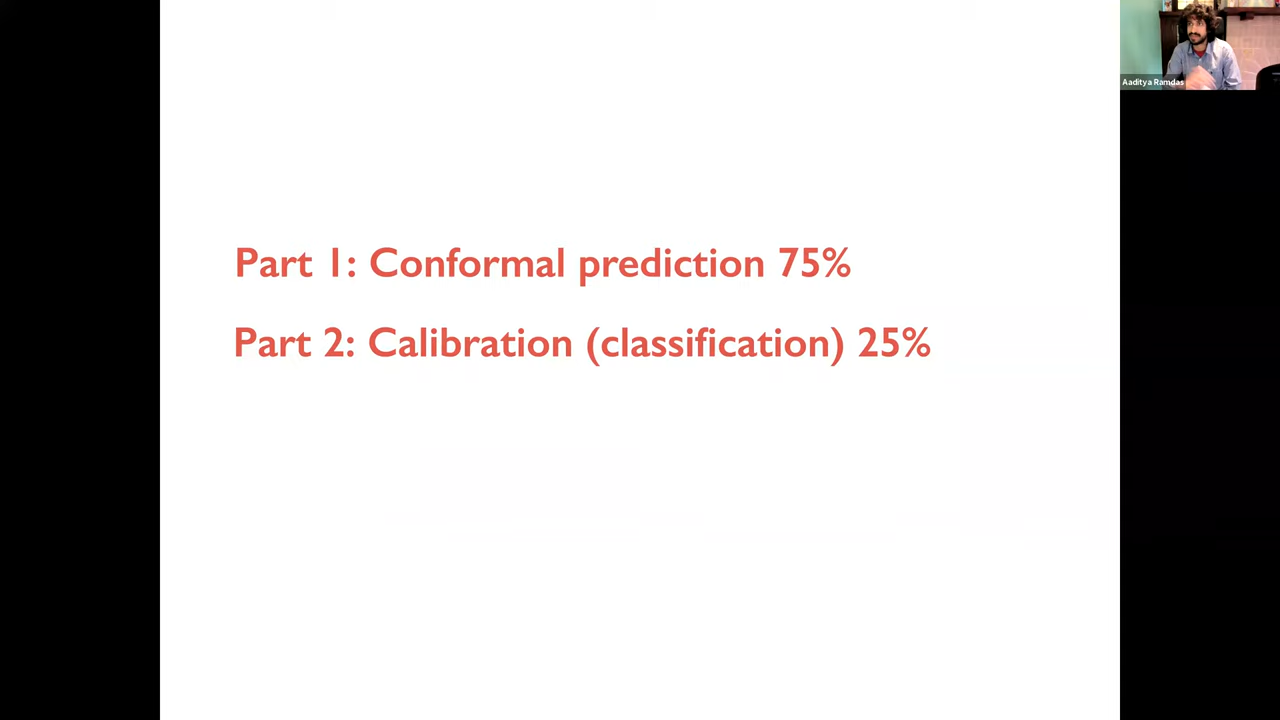 Aaditya Ramdas
Part 1: Conformal prediction 75%
Part 2: Calibration (classification) 25%